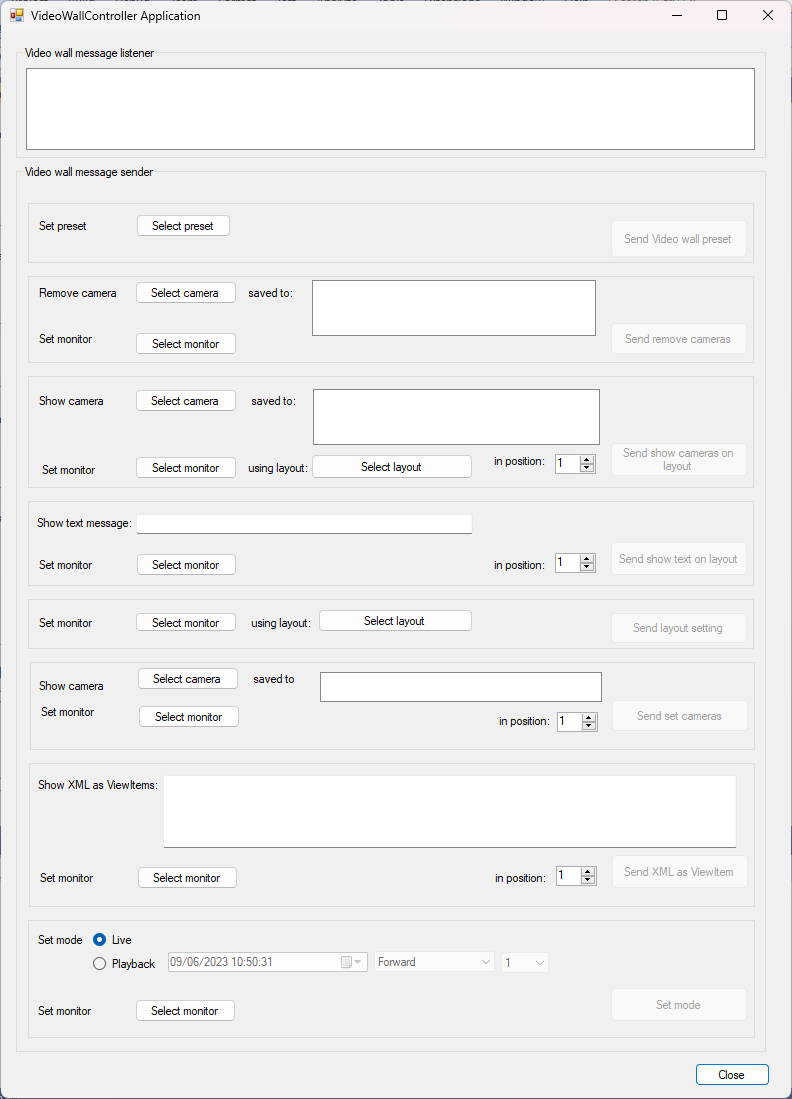 VideoWallController Application
Video wall message listener
Video wall message sender
Set preset
Select preset
Send Video wall preset
Remove camera
Select camera
saved to:
Set monitor
Select monitor
Send remove cameras
Show camera
Select camera
saved to:
Set monitor
Select monitor
using layout:
Select layout
in position:
1
Send show cameras on
layout
Show text message:
Set monitor
Select monitor
in position:
1
Send show text on layout
Set monitor
Select monitor
using layout:
Select layout
Send layout setting
Show camera
Select camera
saved to
Set monitor
Select monitor
in position:
1
Send set cameras
Show XML as ViewItems:
Set monitor
Select monitor
in position:
1
Send XML as ViewItem
Set mode
Live
Playback
09/06/2023 10:50:31
Forward
1
Set monitor
Select monitor
Set mode
Close